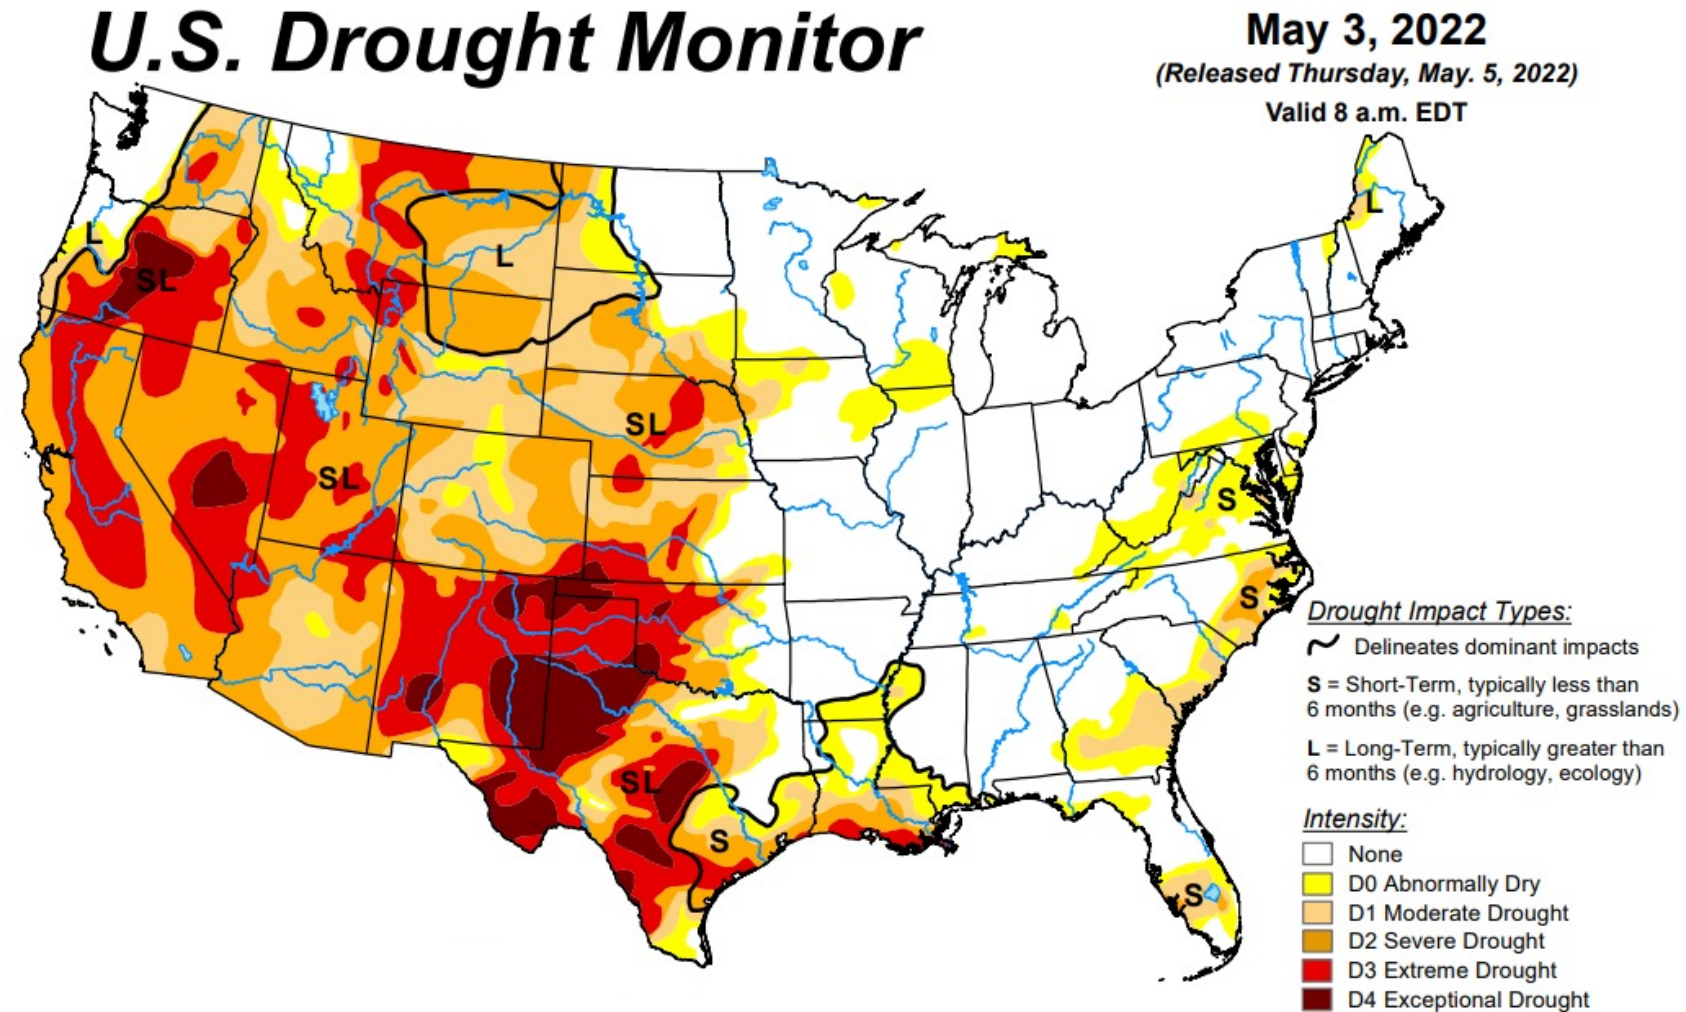 U.S. Drought Monitor
May 3, 2022
(Released Thursday, May. 5, 2022)
Valid 8 a.m. EDT
L
L
L
SL
SL
SL
S
S
SL
S
S
Drought Impact Types:
Delineates dominant impacts
S = Short-Term, typically less than
6 months (e.g. agriculture, grasslands)
L = Long-Term, typically greater than
6 months (e.g. hydrology, ecology)
Intensity:
None
D0 Abnormally Dry
D1 Moderate Drought
D2 Severe Drought
D3 Extreme Drought
D4 Exceptional Drought